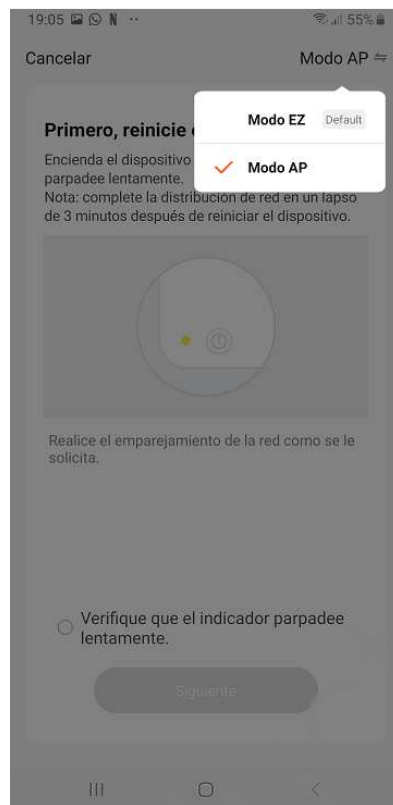 19:05 N
55%
Cancelar
Modo AP
Modo EZ Default
Modo AP
Primero, reinicie
Encienda el dispositivo
parpadee lentamente.
Nota: complete la distribución de red en un lapso
de 3 minutos después de reiniciar el dispositivo.
Realice el emparejamiento de la red como se le
solicita.
Verifique que el indicador parpadee
lentamente.
Siguiente